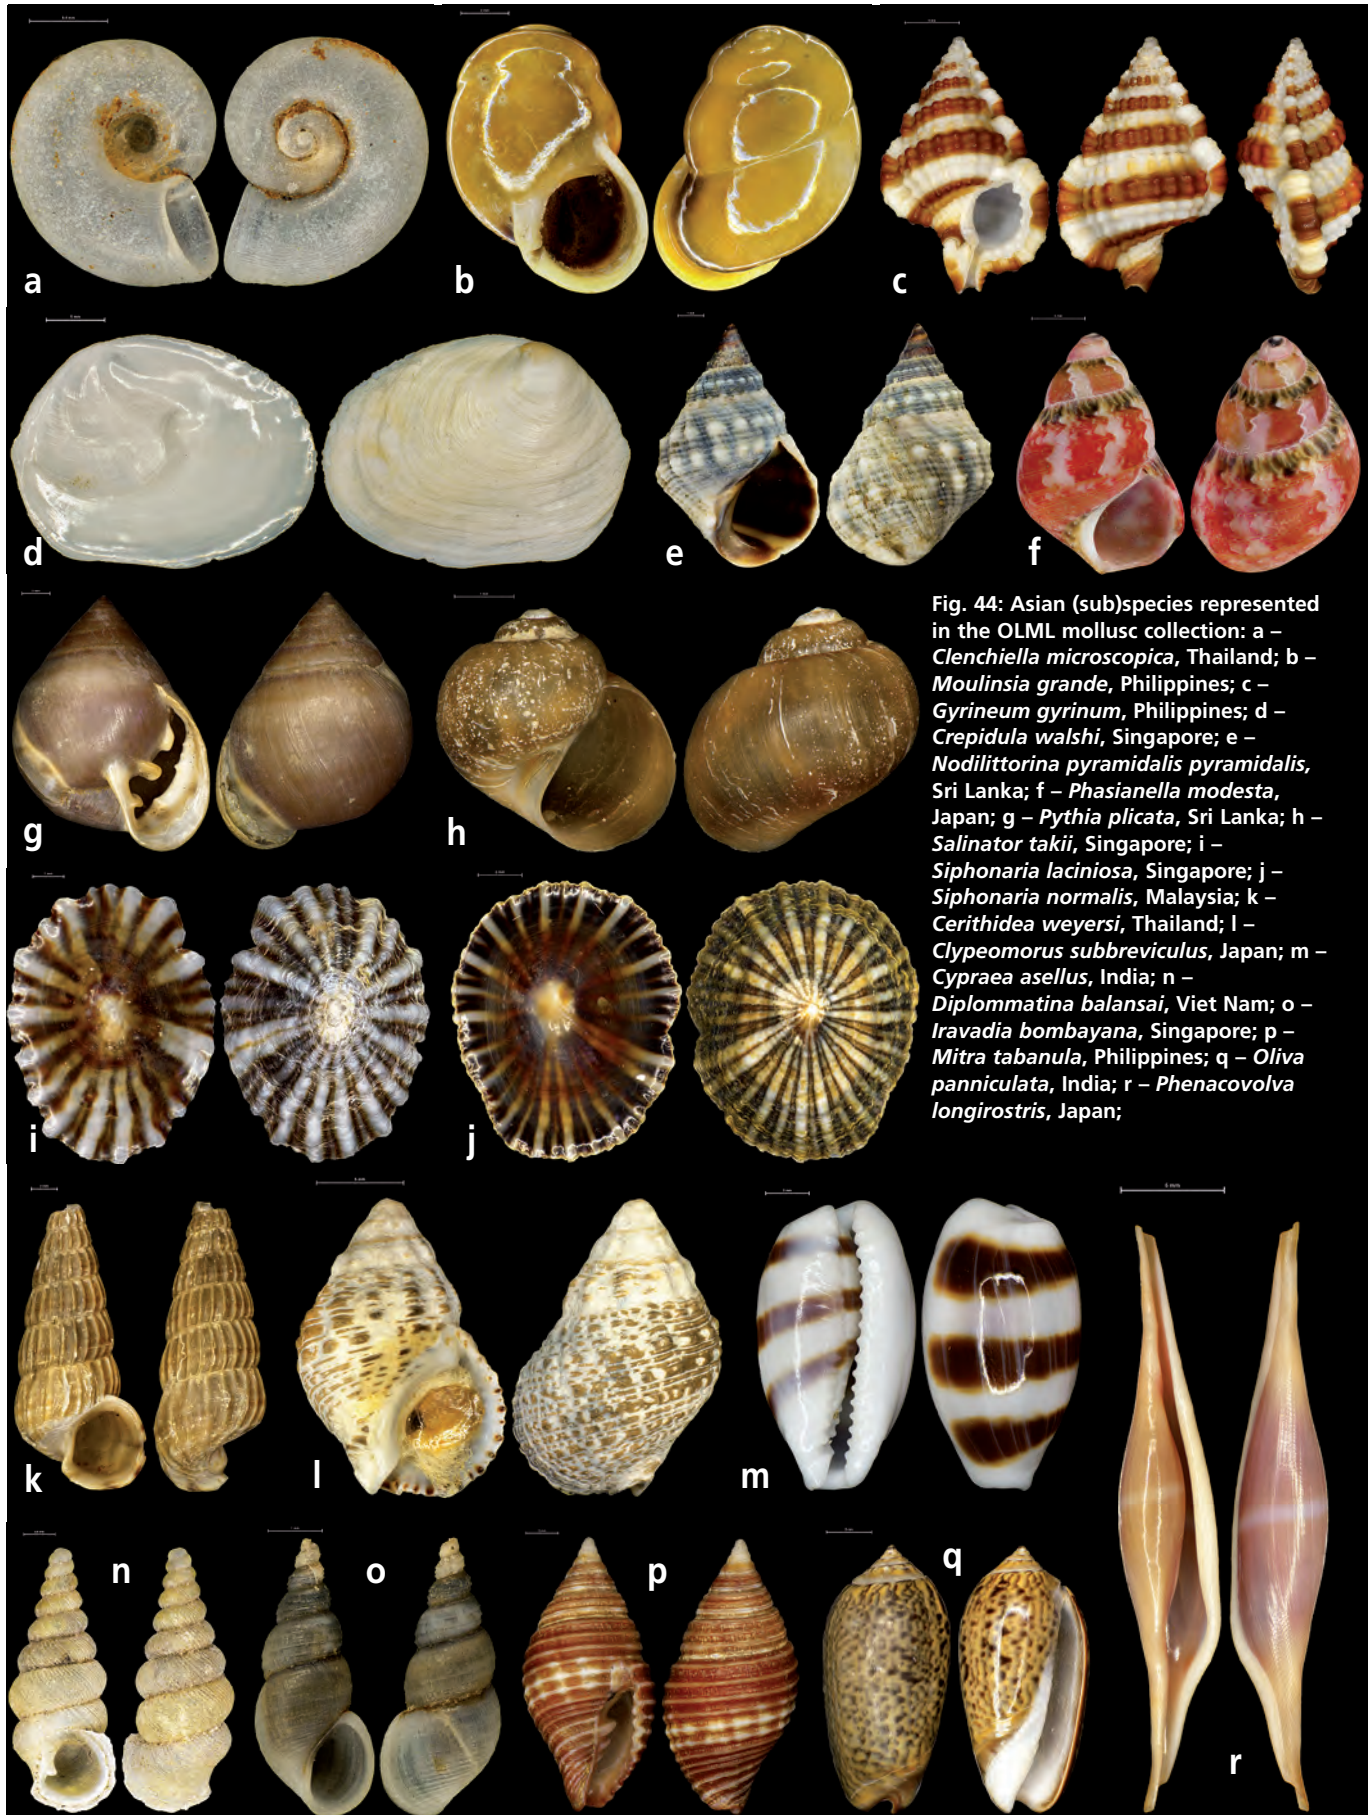 a
b
c
d
e
f
Fig. 44: Asian (sub)species represented
in the OLML mollusc collection: a –
Clenchiella microscopica, Thailand; b –
Moulinsia grande, Philippines; c –
Gyrineum gyrinum, Philippines; d –
Crepidula walshi, Singapore; e –
Nodilittorina pyramidalis pyramidalis,
Sri Lanka; f – Phasianella modesta,
Japan; g – Pythia plicata, Sri Lanka; h –
Salinator takii, Singapore; i –
Siphonaria laciniosa, Singapore; j –
Siphonaria normalis, Malaysia; k –
Cerithidea weyersi, Thailand; l –
Clypeomorus subbreviculus, Japan; m –
Cypraea asellus, India; n –
Diplommatina balansai, Viet Nam; o –
Iravadia bombayana, Singapore; p –
Mitra tabanula, Philippines; q – Oliva
panniculata, India; r – Phenacovolva
longirostris, Japan;
g
h
i
j
k
l
m
n
o
p
q
r